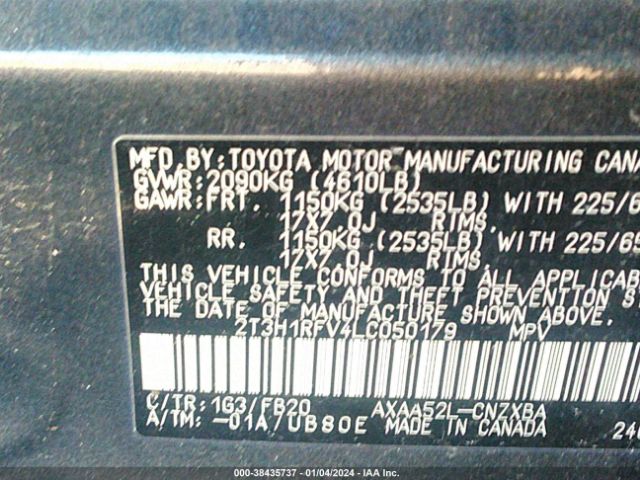 MFD. BY: TOYOTA MOTOR MANUFACTURING CANA
GVWR: 2090KG (4610LB)
GAWR: FRT. 1150KG (2535LB) WITH 225/6
17X7.0J RTMS,
RR. 1150KG (2535LB) WITH 225/65
17X7.0J RTMS
THIS VEHICLE CONFORMS TO ALL APPLICAB
VEHICLE SAFETY AND THEFT PREVENTION S
THE DATE OF MANUFACTURE SHOWN ABOVE.
2T3H1RFV4LC050179 MPV
C/TR: 1G3/FB20 AXAA52L-CNZXBA
A/TM: -01A/UB80E MADE IN CANADA
240
000-38435737 - 01/04/2024 - IAA Inc.